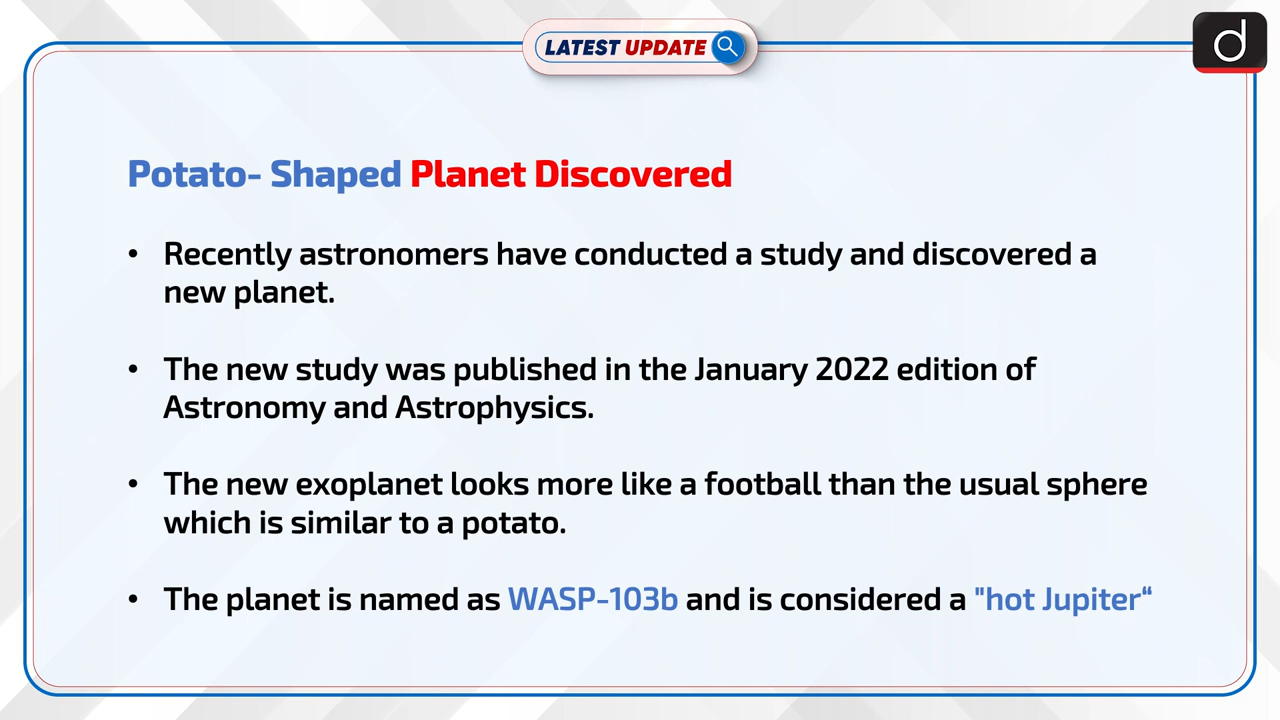 LATEST UPDATE
d
Potato- Shaped Planet Discovered
• Recently astronomers have conducted a study and discovered a
new planet.
• The new study was published in the January 2022 edition of
Astronomy and Astrophysics.
• The new exoplanet looks more like a football than the usual sphere
which is similar to a potato.
• The planet is named as WASP-103b and is considered a "hot Jupiter“